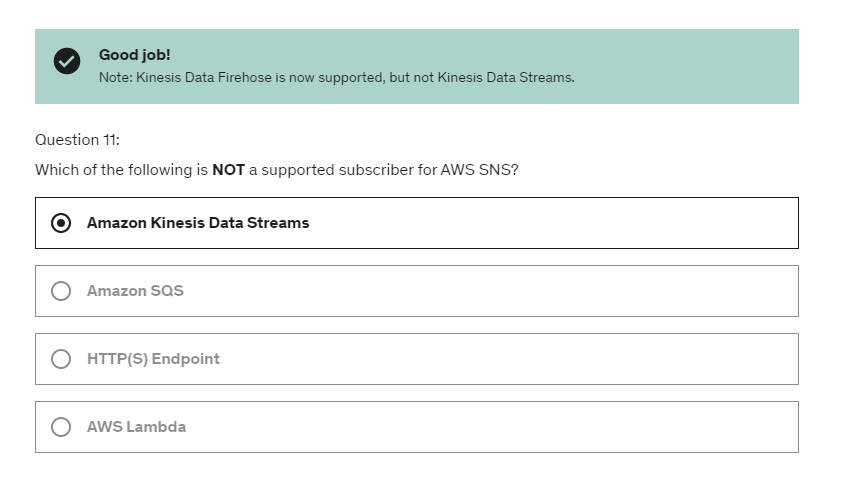 Good job!
Note: Kinesis Data Firehose is now supported, but not Kinesis Data Streams.
Question 11:
Which of the following is NOT a supported subscriber for AWS SNS?
Amazon Kinesis Data Streams
Amazon SQS
HTTP(S) Endpoint
AWS Lambda